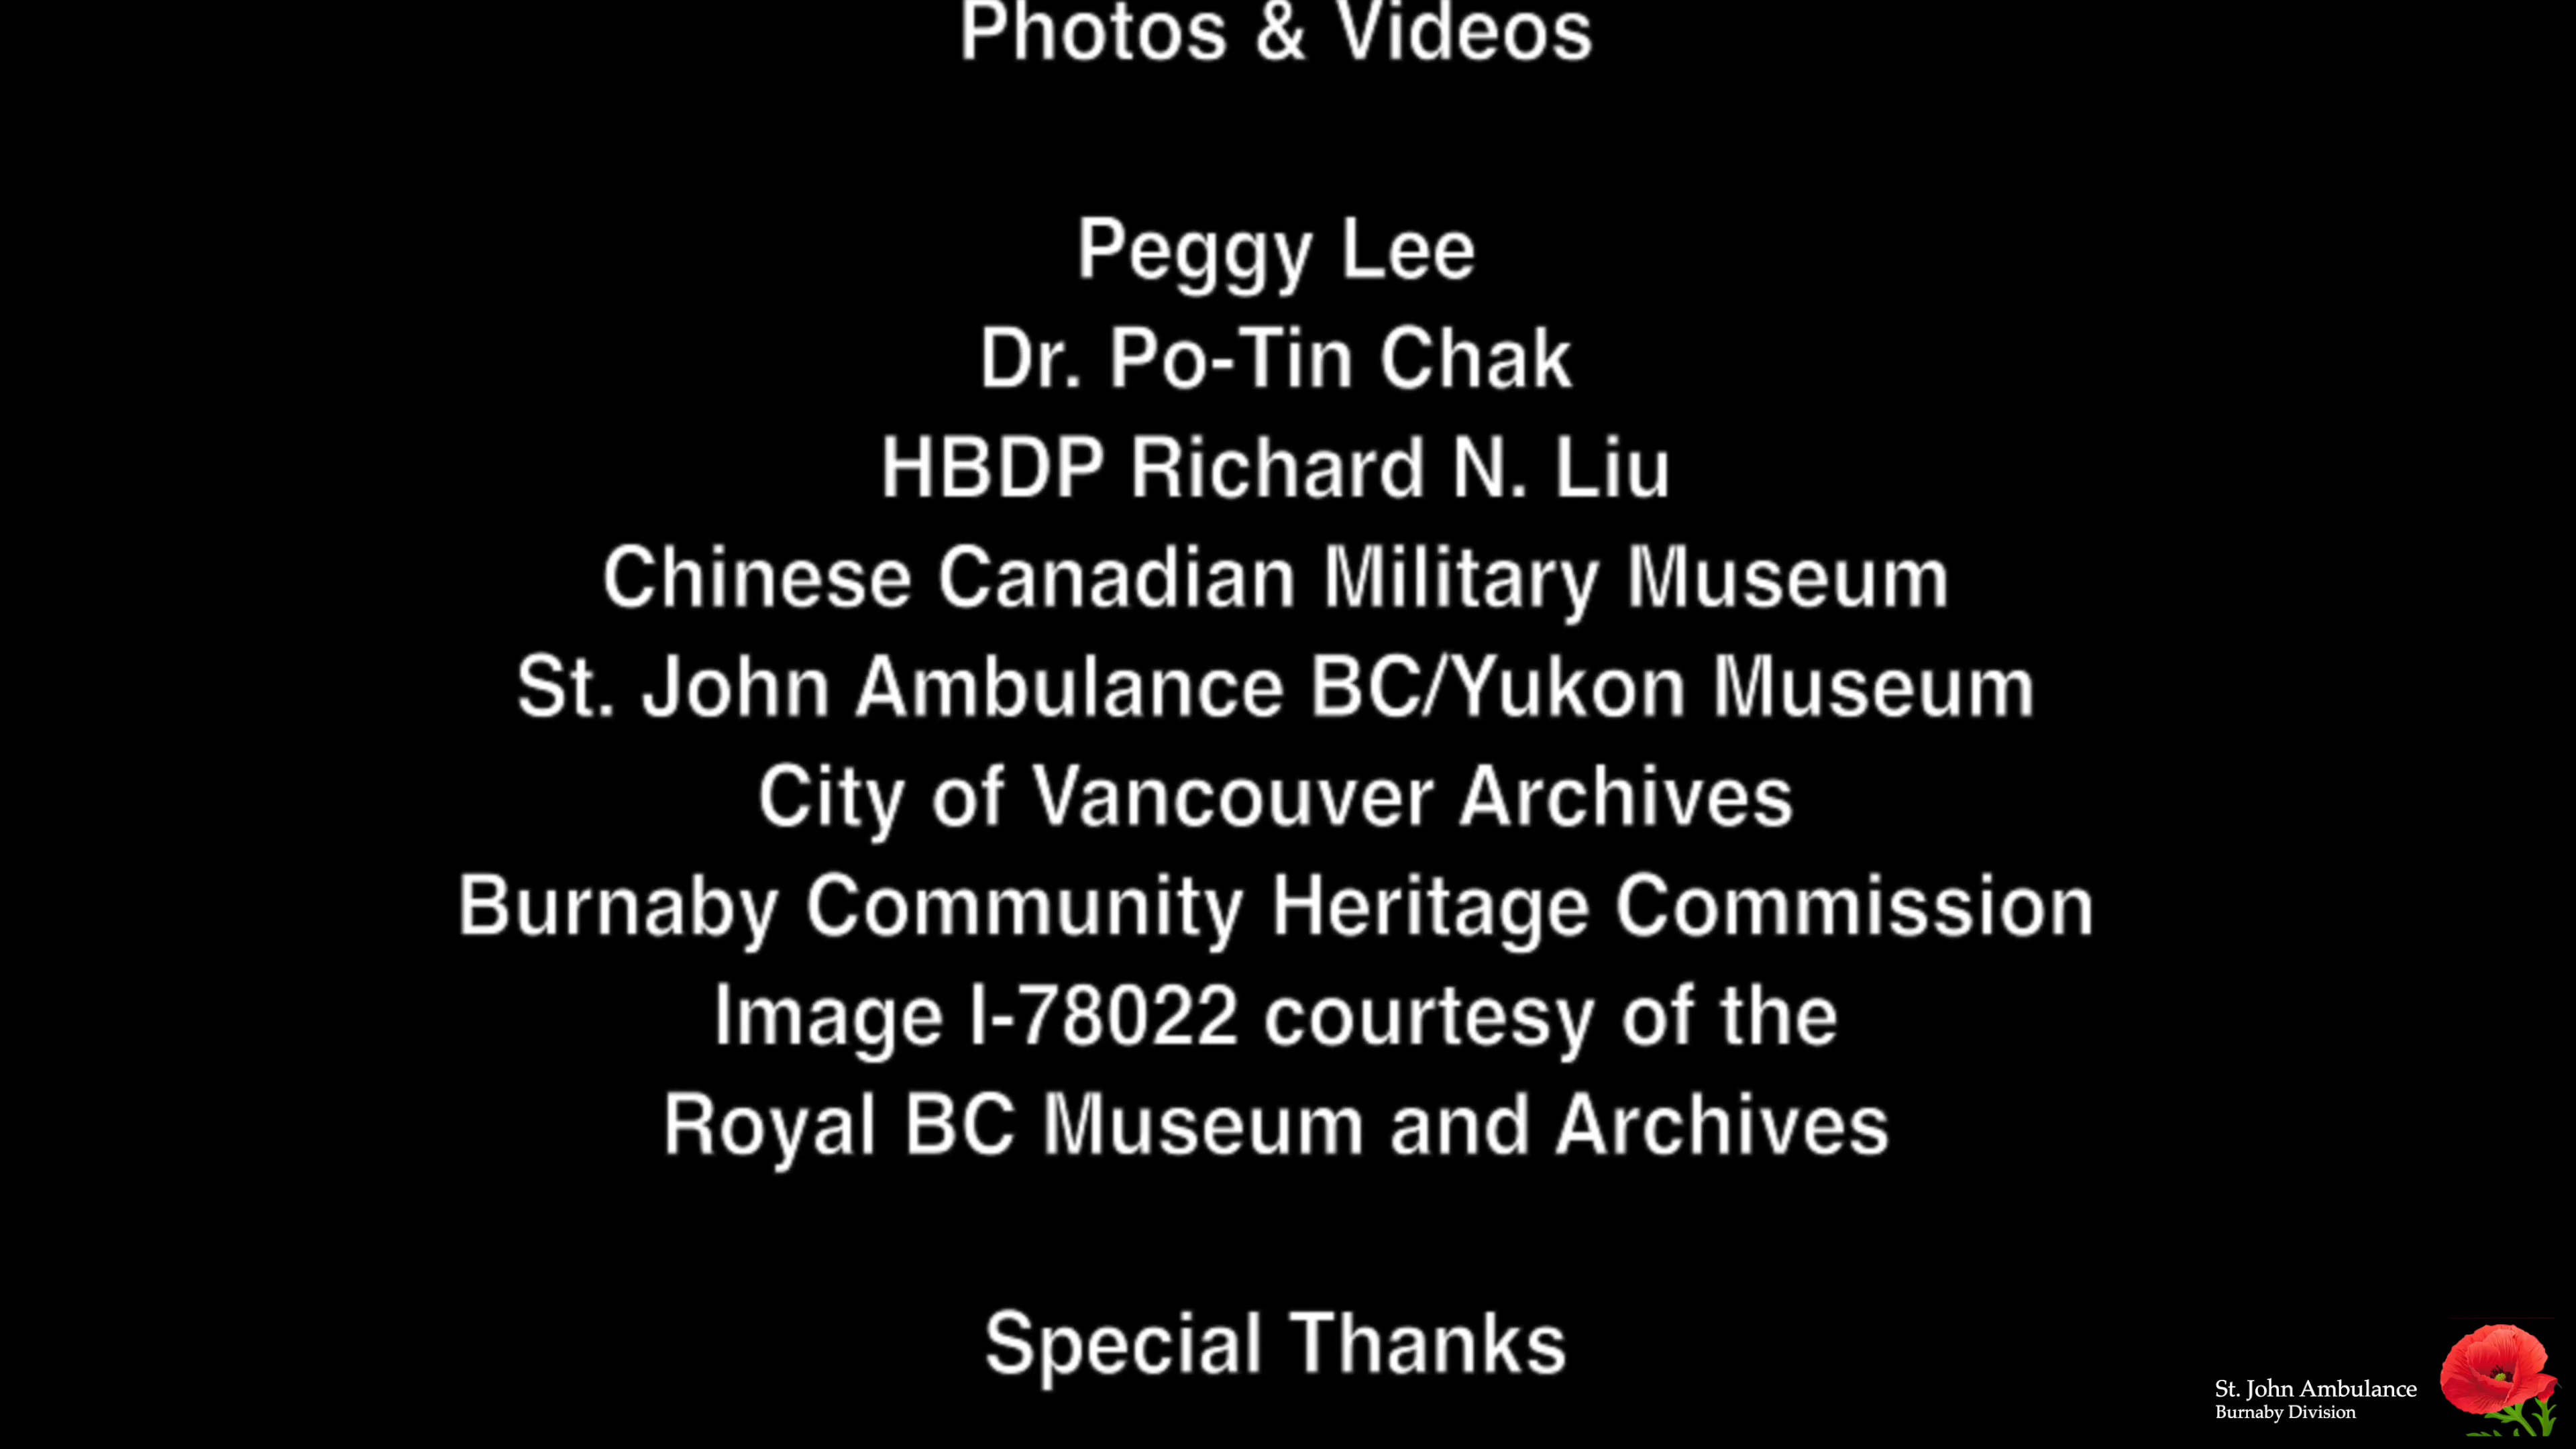 Photos & Videos
Peggy Lee
Dr. Po-Tin Chak
HBDP Richard N. Liu
Chinese Canadian Military Museum
St. John Ambulance BC/Yukon Museum
City of Vancouver Archives
Burnaby Community Heritage Commission
Image I-78022 courtesy of the
Royal BC Museum and Archives
Special Thanks
St. John Ambulance
Burnaby Division